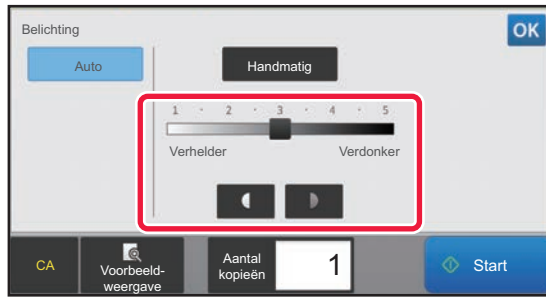 Belichting
OK
Auto
Handmatig
1 · 2 · 3 · 4 · 5
Verhelder Verdonker
CA
Voorbeeld-
weergave
Aantal
kopieën
1
Start